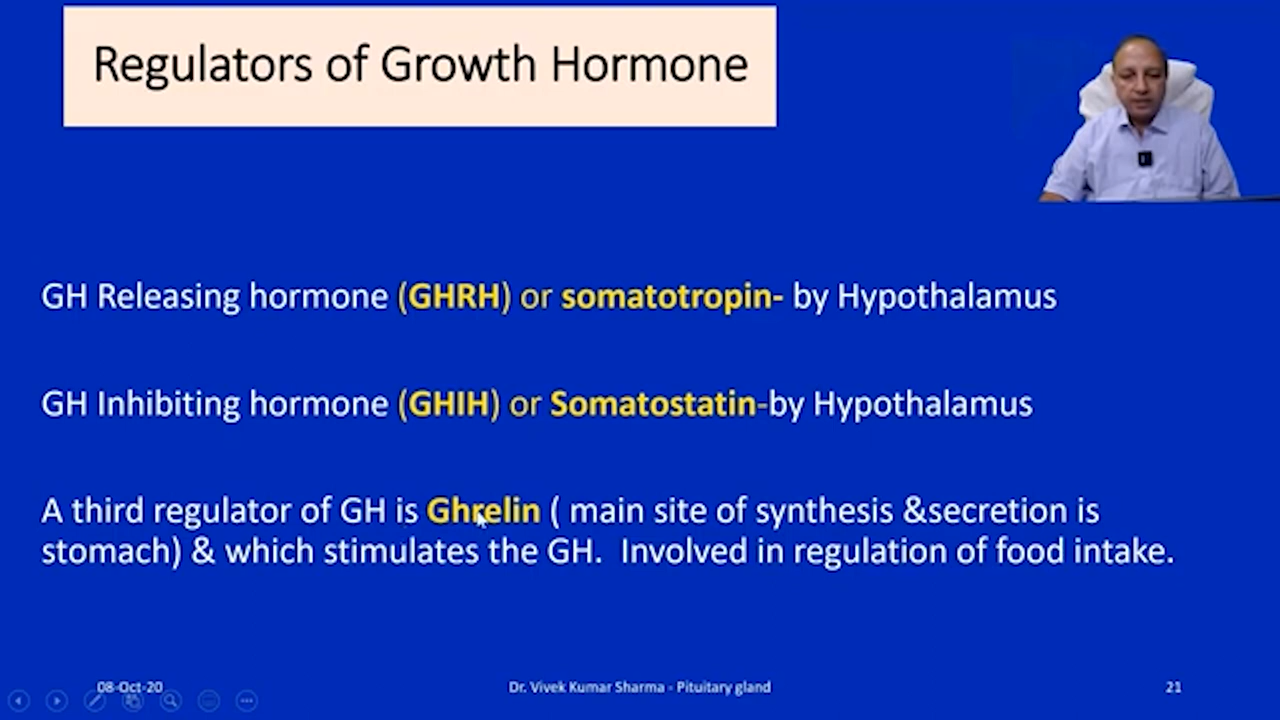 Regulators of Growth Hormone
GH Releasing hormone (GHRH) or somatotropin- by Hypothalamus
GH Inhibiting hormone (GHIH) or Somatostatin-by Hypothalamus
A third regulator of GH is Ghrelin ( main site of synthesis &secretion is
stomach) & which stimulates the GH. Involved in regulation of food intake.
08-Oct-20
Dr. Vivek Kumar Sharma - Pituitary gland
21